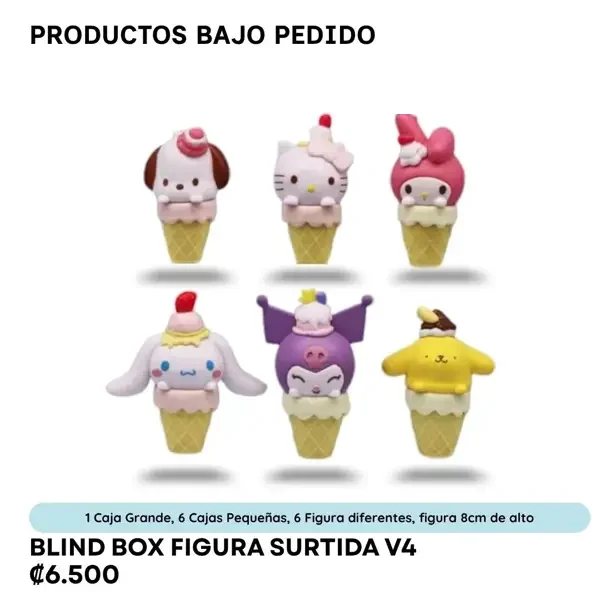 PRODUCTOS BAJO PEDIDO
1 Caja Grande, 6 Cajas Pequeñas, 6 Figura diferentes, figura 8cm de alto
BLIND BOX FIGURA SURTIDA V4
₡6.500